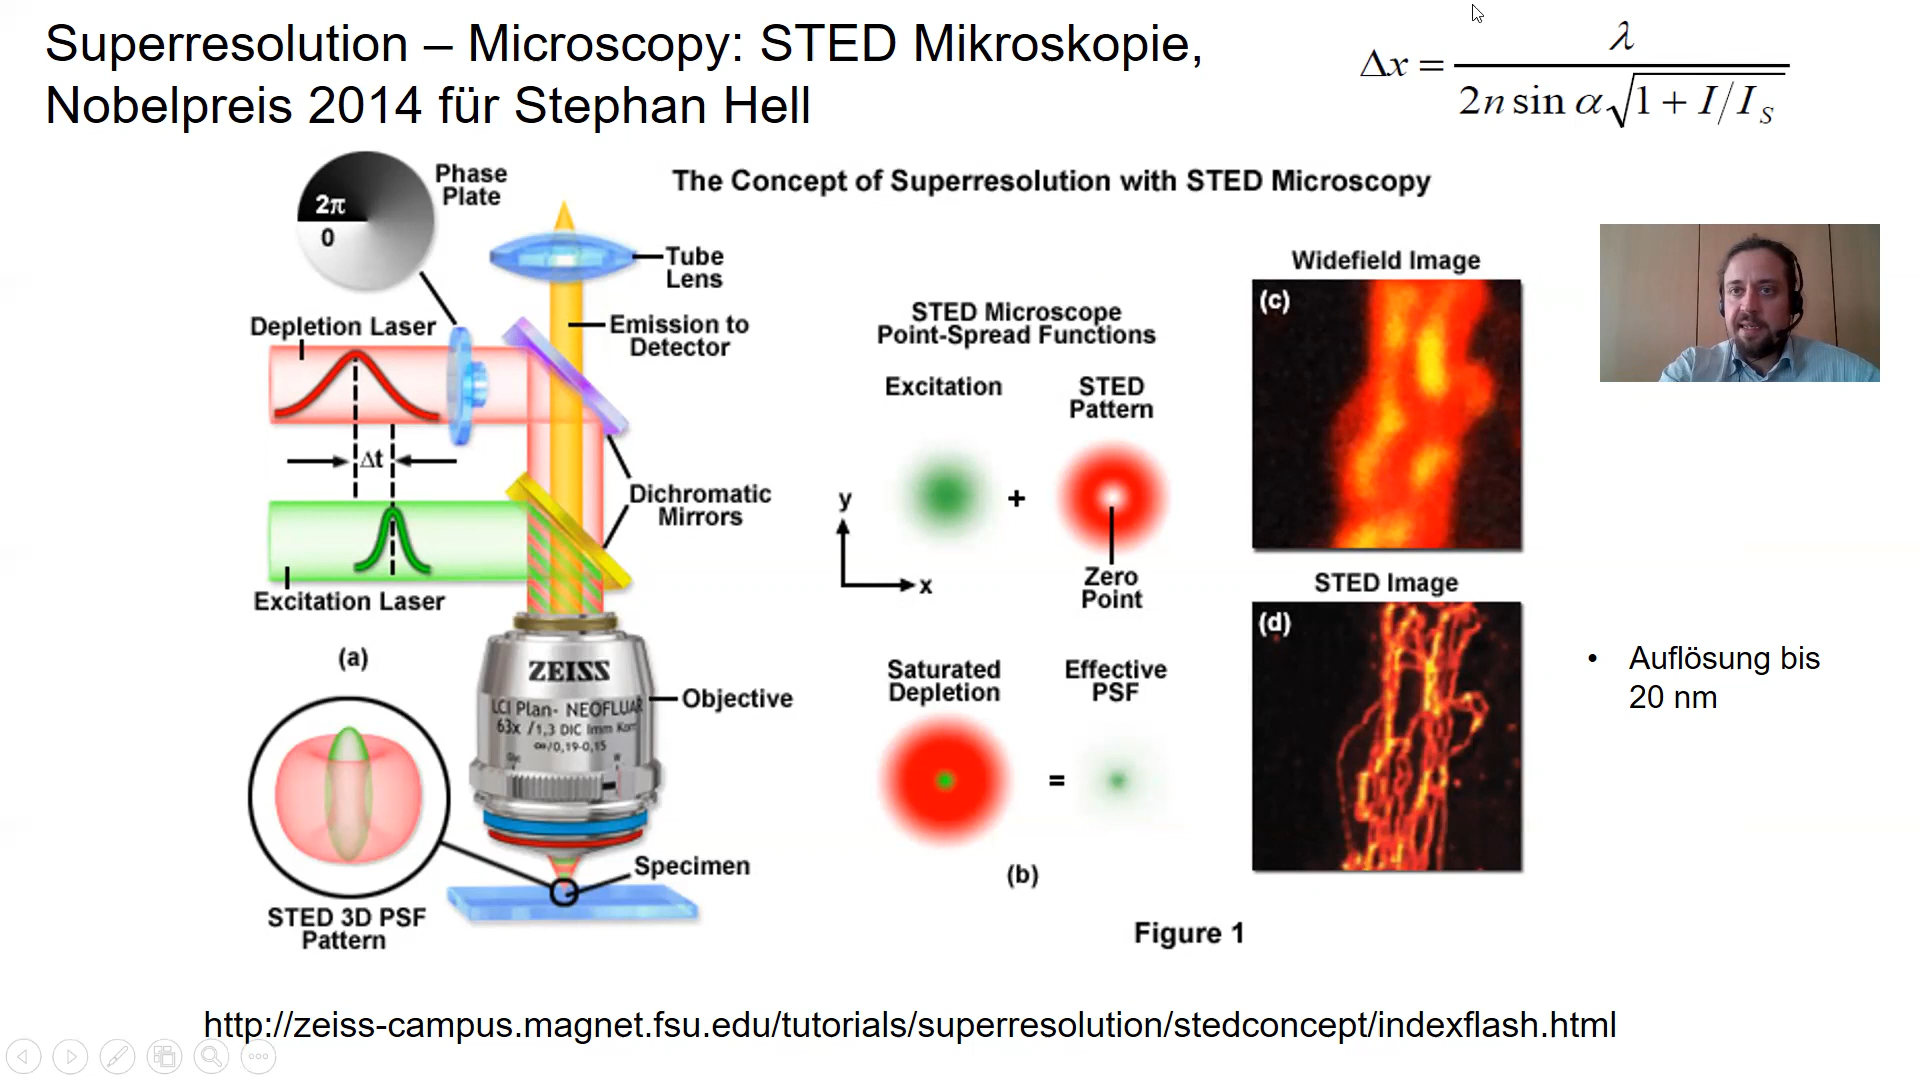 Superresolution – Microscopy: STED Mikroskopie,
Nobelpreis 2014 für Stephan Hell
Δx = λ / 2n sin α√1 + I/I_S
The Concept of Superresolution with STED Microscopy
Phase
Plate
2π
0
Tube
Lens
Depletion Laser
Emission to
Detector
Δt
Dichromatic
Mirrors
Excitation Laser
(a)
ZEISS
LCI Plan- NEOFLUAR
63x /1,3 DIC Imm Korr
∞/0,19-0,15
Objective
Specimen
STED 3D PSF
Pattern
STED Microscope
Point-Spread Functions
Excitation
STED
Pattern
+
y
x
Zero
Point
Saturated
Depletion
Effective
PSF
=
(b)
Widefield Image
(c)
STED Image
(d)
Figure 1
• Auflösung bis
20 nm
http://zeiss-campus.magnet.fsu.edu/tutorials/superresolution/stedconcept/indexflash.html